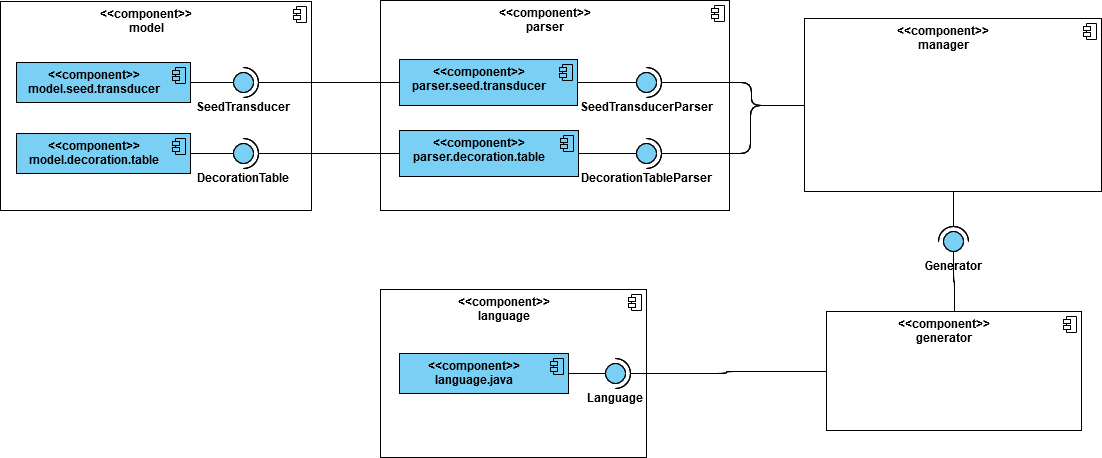 <<component>>
model
<<component>>
model.seed.transducer
SeedTransducer
<<component>>
model.decoration.table
DecorationTable
<<component>>
parser
<<component>>
parser.seed.transducer
SeedTransducerParser
<<component>>
parser.decoration.table
DecorationTableParser
<<component>>
manager
Generator
<<component>>
language
<<component>>
language.java
Language
<<component>>
generator